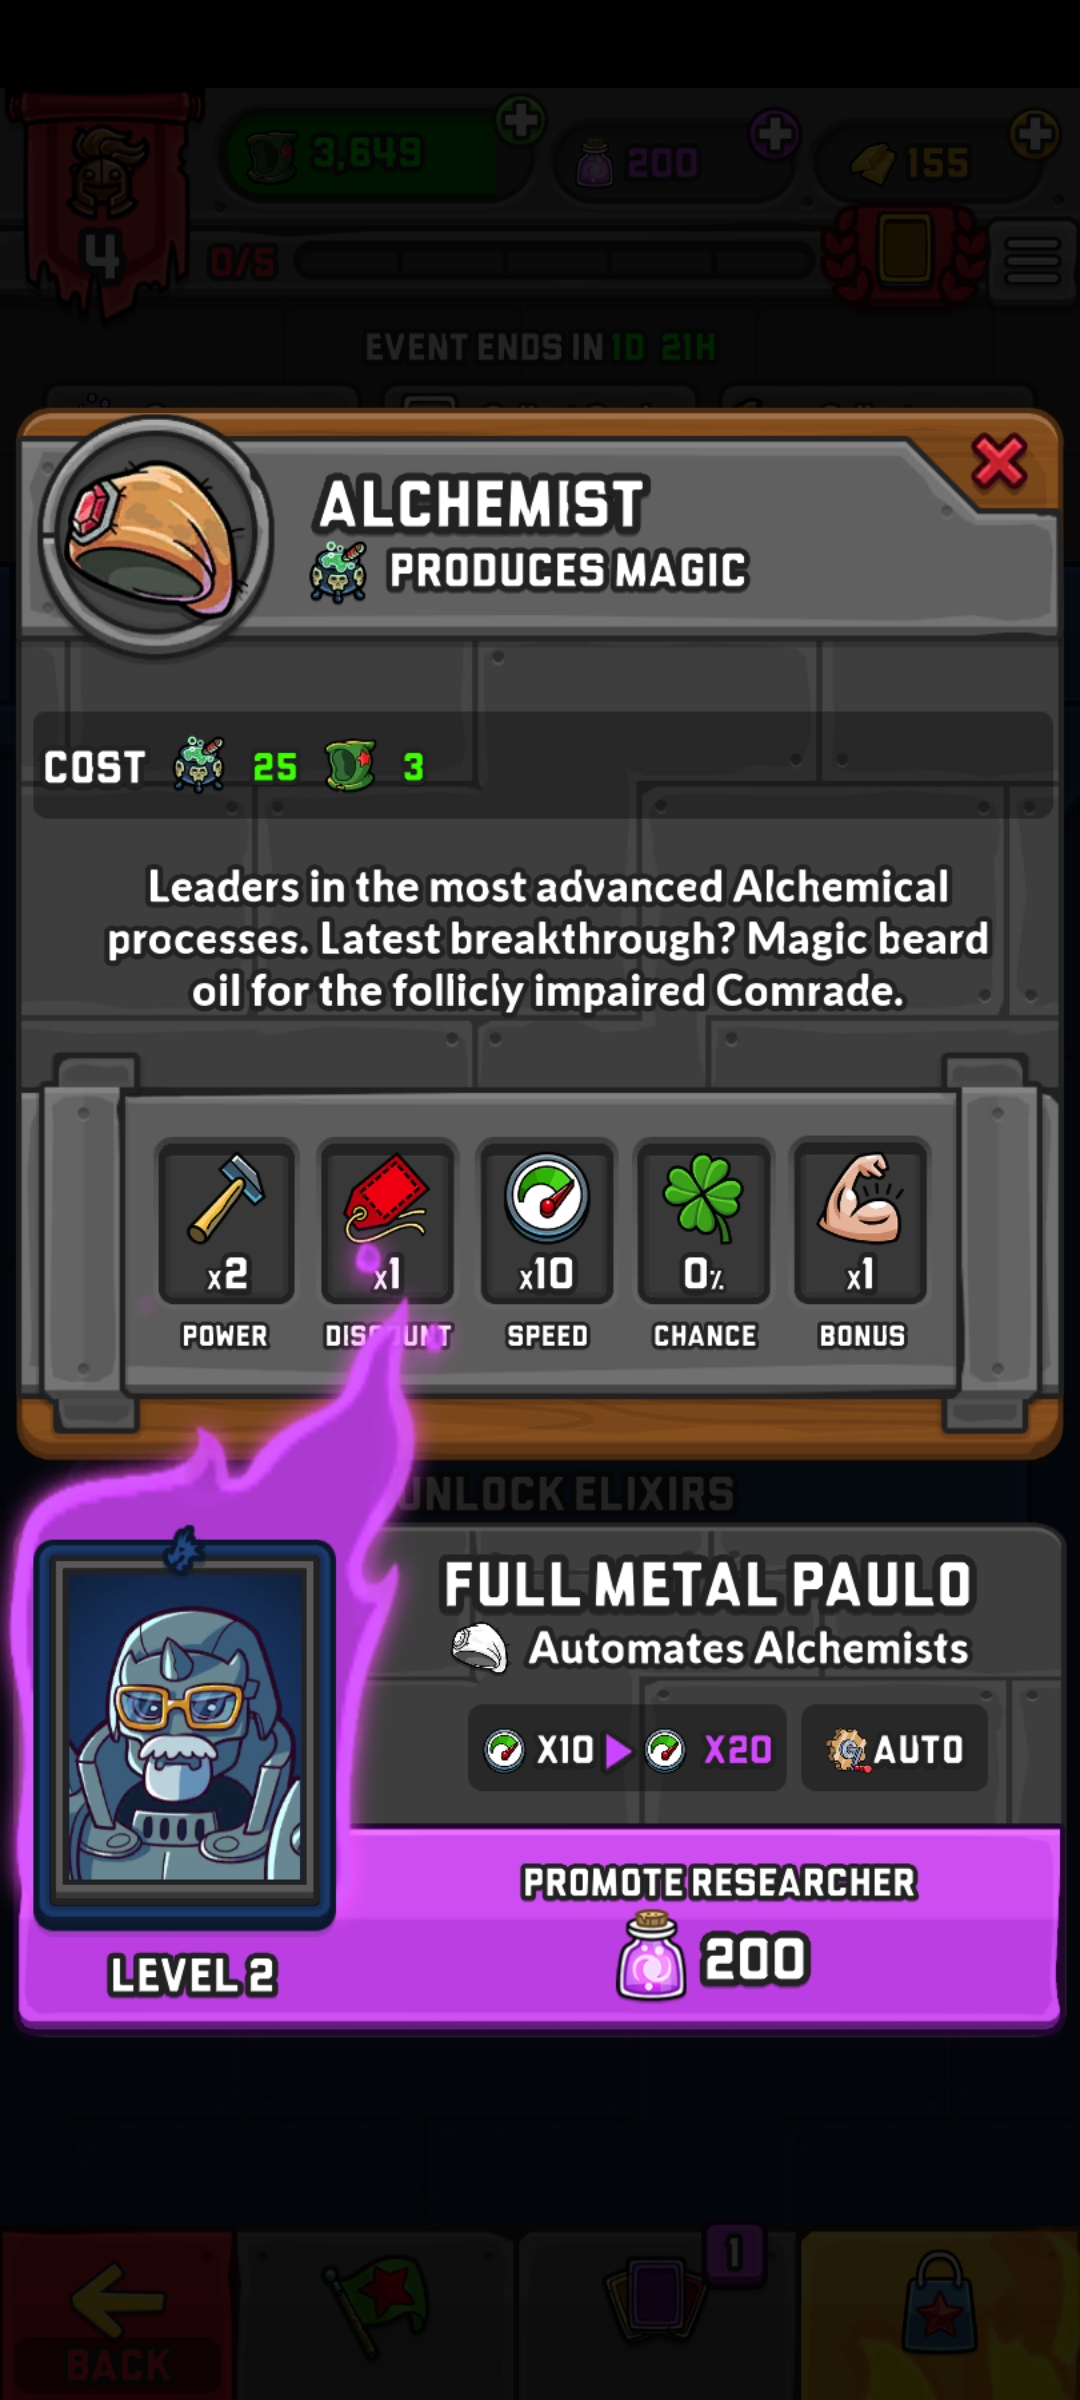 3,649
200
155
4
0/5
EVENT ENDS IN 1D 21H
ALCHEMIST
PRODUCES MAGIC
COST 25 3
Leaders in the most advanced Alchemical
processes. Latest breakthrough? Magic beard
oil for the follicly impaired Comrade.
x2 x1 x10 0% x1
POWER DISCOUNT SPEED CHANCE BONUS
UNLOCK ELIXIRS
FULL METAL PAULO
Automates Alchemists
X10 X20 AUTO
PROMOTE RESEARCHER
200
LEVEL 2
1
BACK